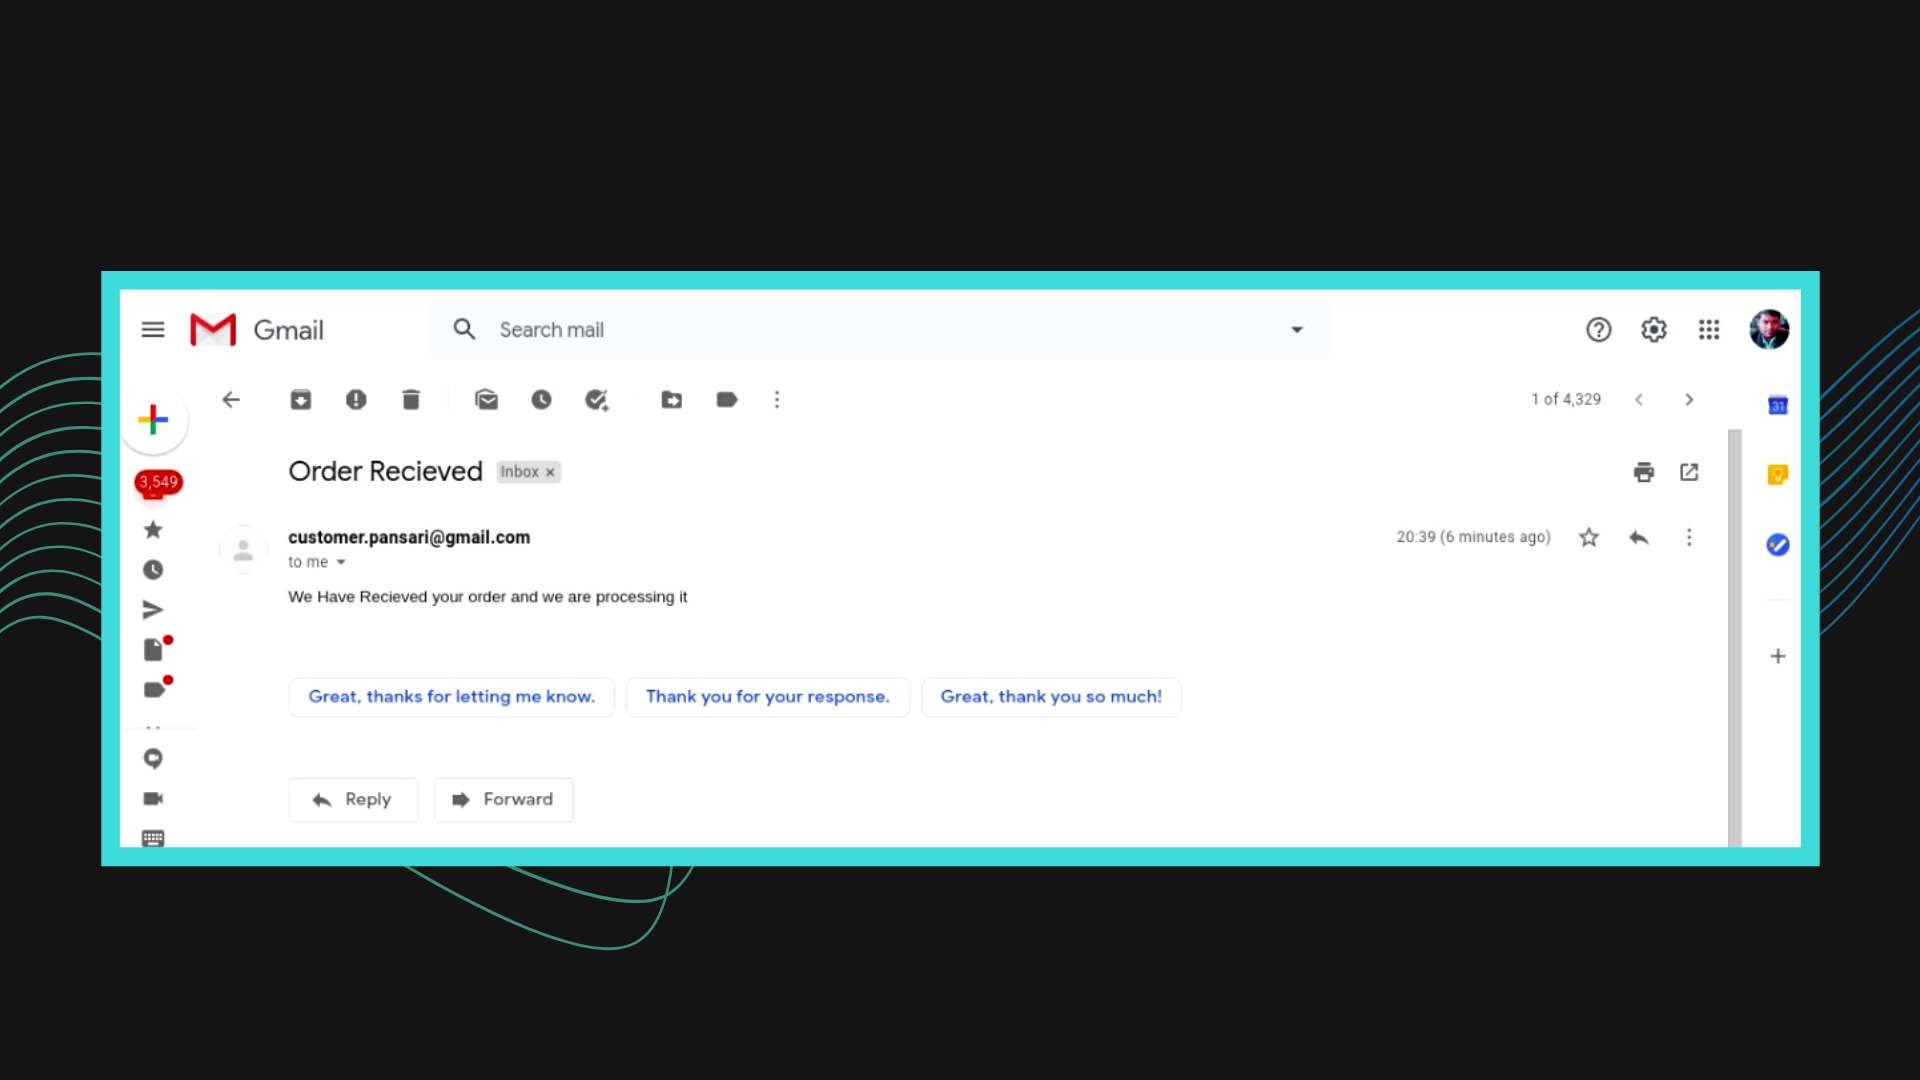 Gmail
Search mail
1 of 4,329
31
3,549
Order Recieved Inbox ×
customer.pansari@gmail.com
20:39 (6 minutes ago)
to me
We Have Recieved your order and we are processing it
Great, thanks for letting me know. Thank you for your response. Great, thank you so much!
Reply Forward